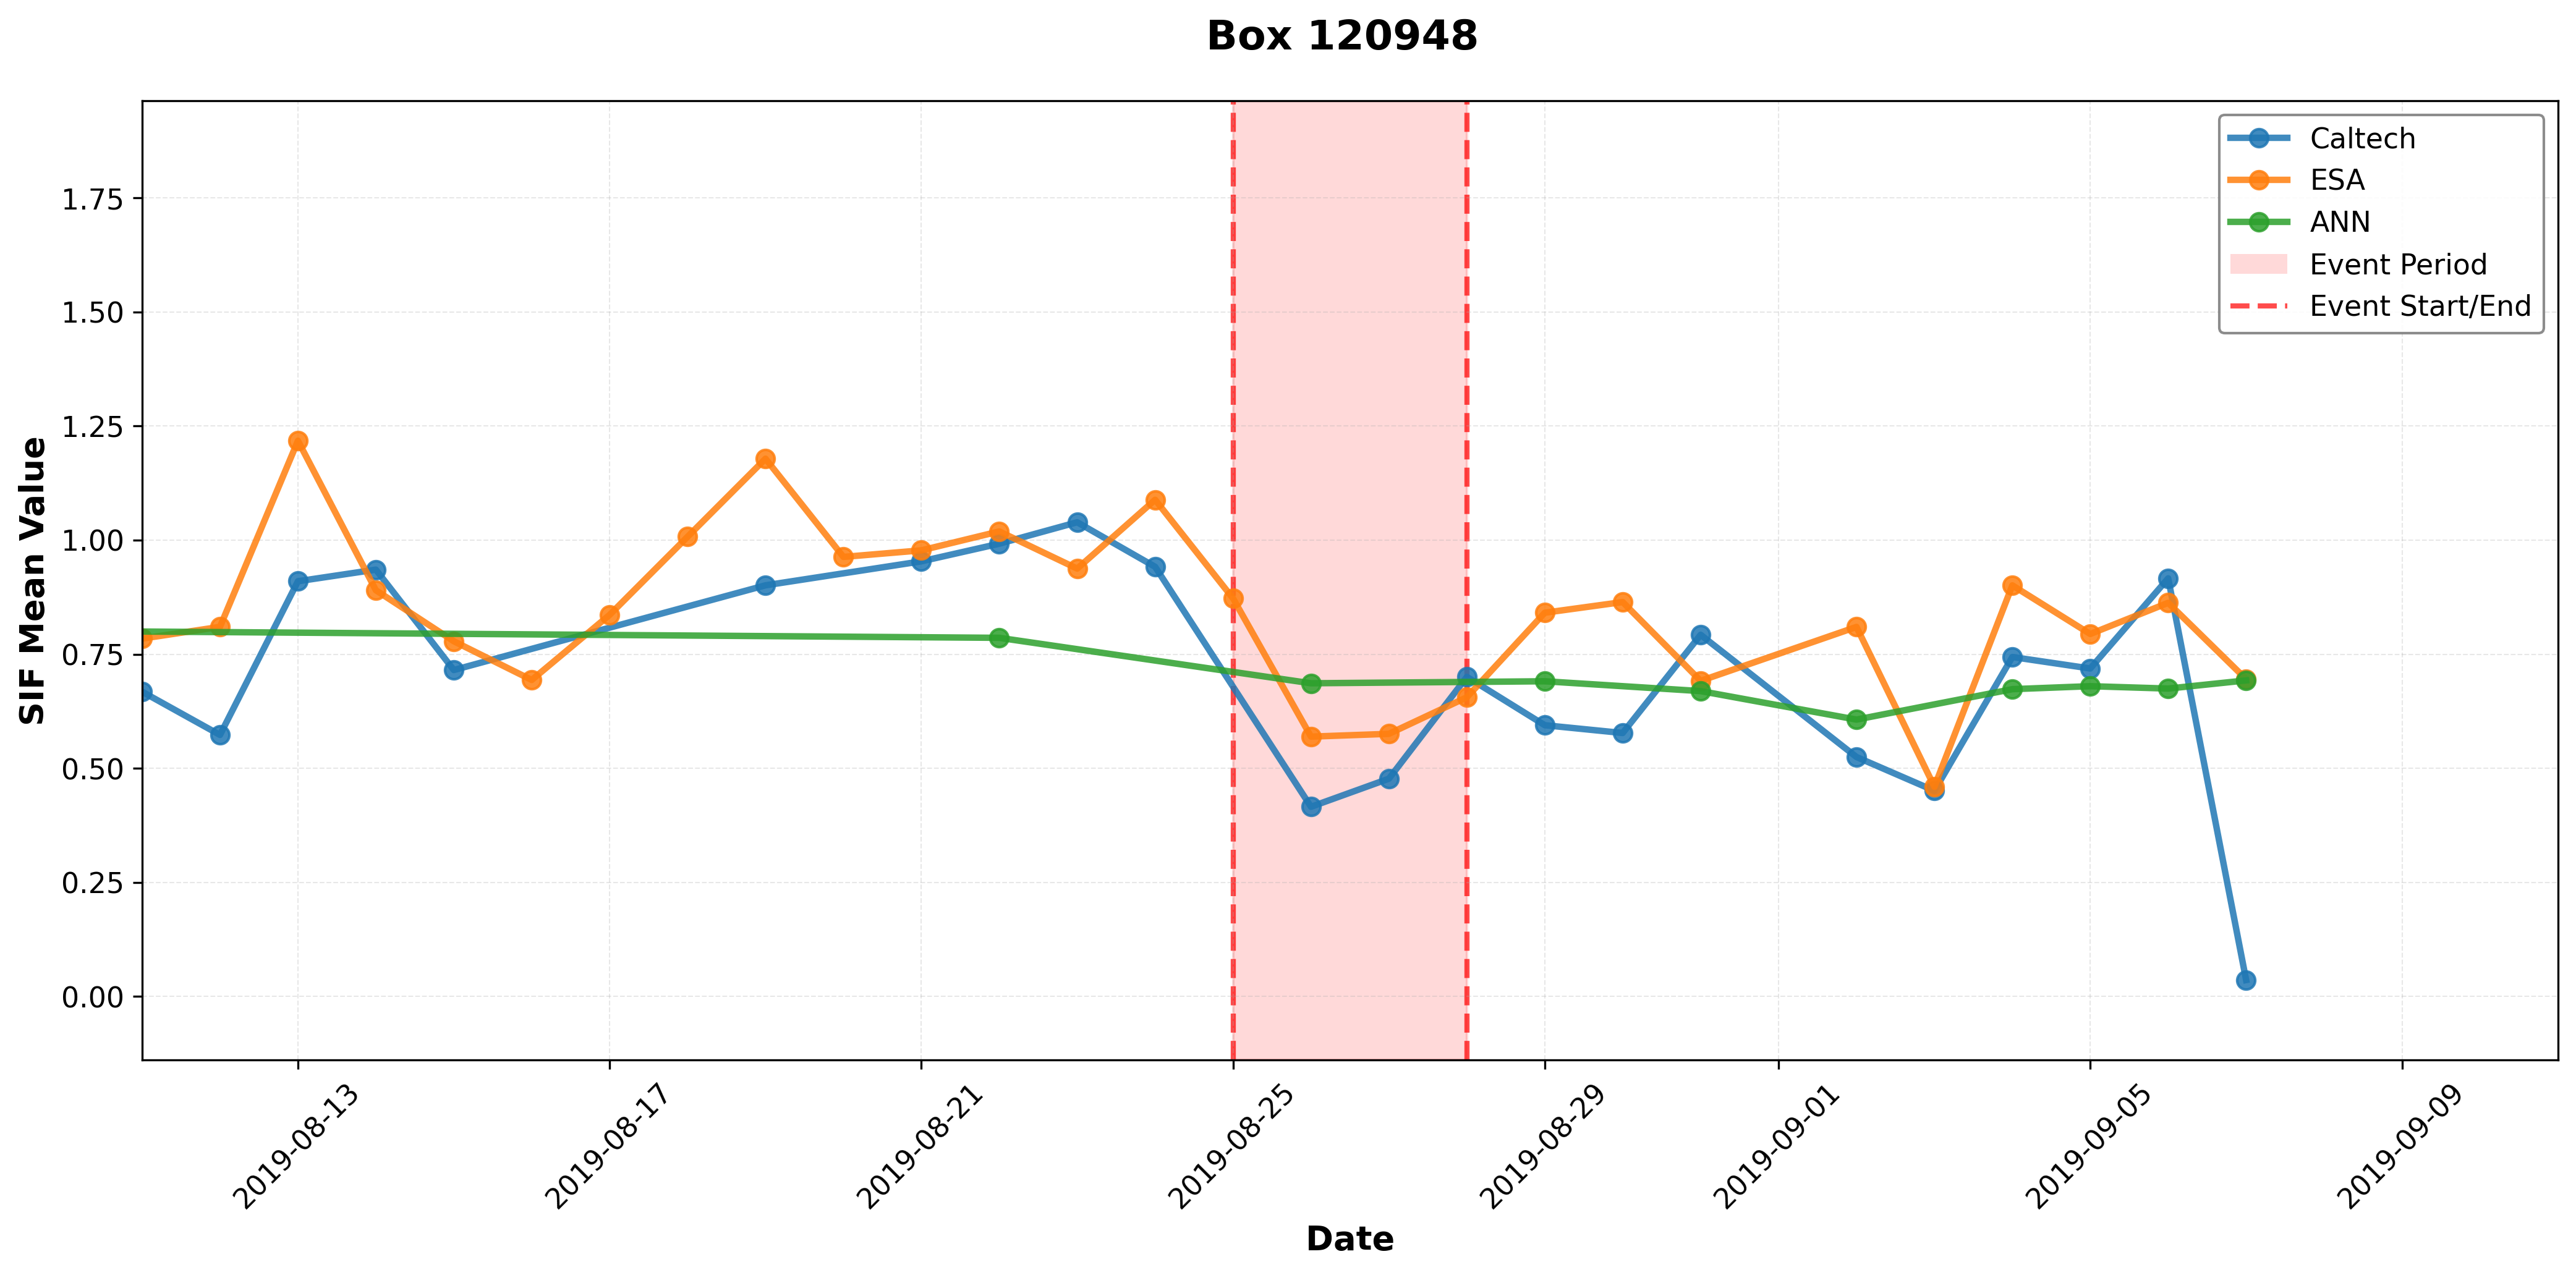 Box 120948
SIF Mean Value
1.75
1.50
1.25
1.00
0.75
0.50
0.25
0.00
Caltech
ESA
ANN
Event Period
Event Start/End
2019-08-13
2019-08-17
2019-08-21
2019-08-25
2019-08-29
2019-09-01
2019-09-05
2019-09-09
Date